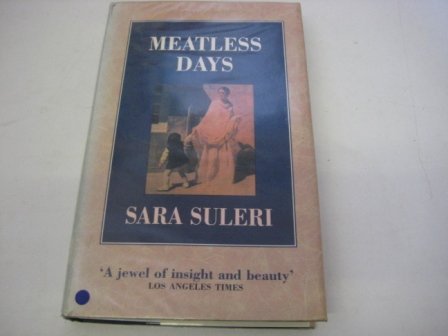 MEATLESS
DAYS
SARA SULERI
'A jewel of insight and beauty'
LOS ANGELES TIMES